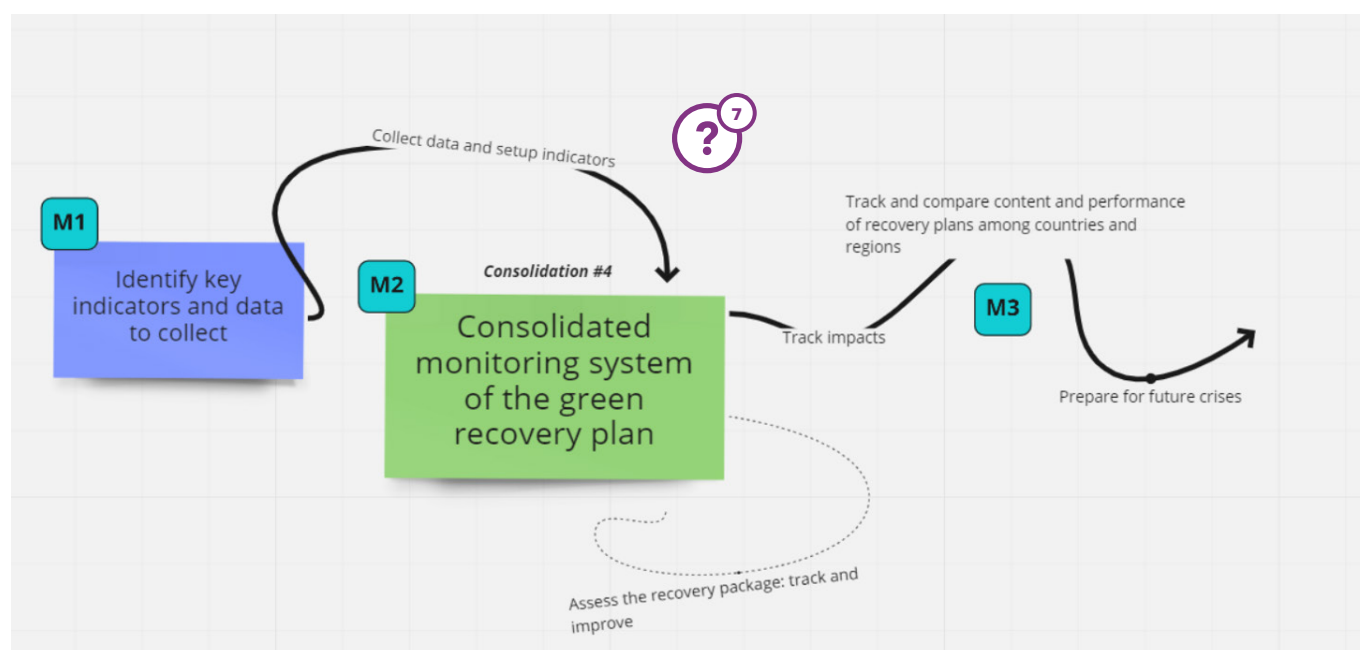 7
?
Collect data and setup indicators
M1
Identify key
indicators and data
to collect
M2
Consolidation #4
Consolidated
monitoring system
of the green
recovery plan
Track impacts
Track and compare content and performance
of recovery plans among countries and
regions
M3
Prepare for future crises
Assess the recovery package: track and
improve